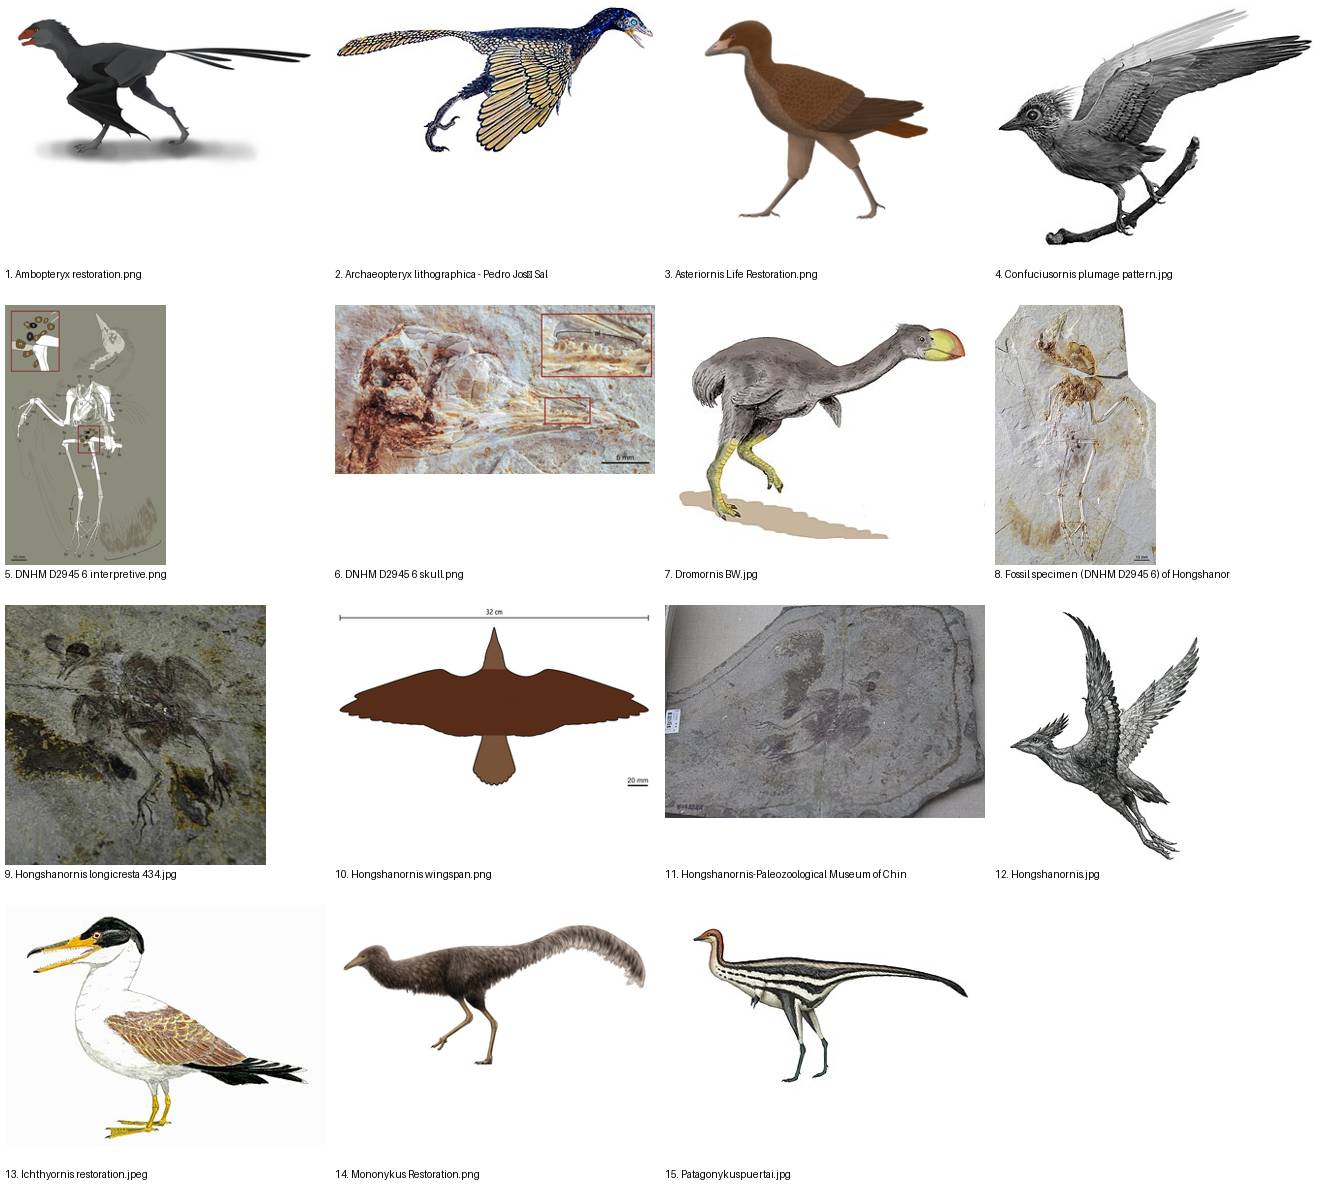 1. Ambopteryx restoration.png
2. Archaeopteryx lithographica - Pedro Jos Sal
3. Asteriornis Life Restoration.png
4. Confuciusornis plumage pattern.jpg
5. DNHM D2945 6 interpretive.png
5 mm
6. DNHM D2945 6 skull.png
7. Dromornis BW.jpg
8. Fossil specimen (DNHM D2945 6) of Hongshanor
9. Hongshanornis longicresta 434.jpg
32 cm
20 mm
10. Hongshanornis wingspan.png
11. Hongshanornis-Paleozoological Museum of Chin
12. Hongshanornis.jpg
13. Ichthyornis restoration.jpeg
14. Mononykus Restoration.png
15. Patagonykuspuertai.jpg